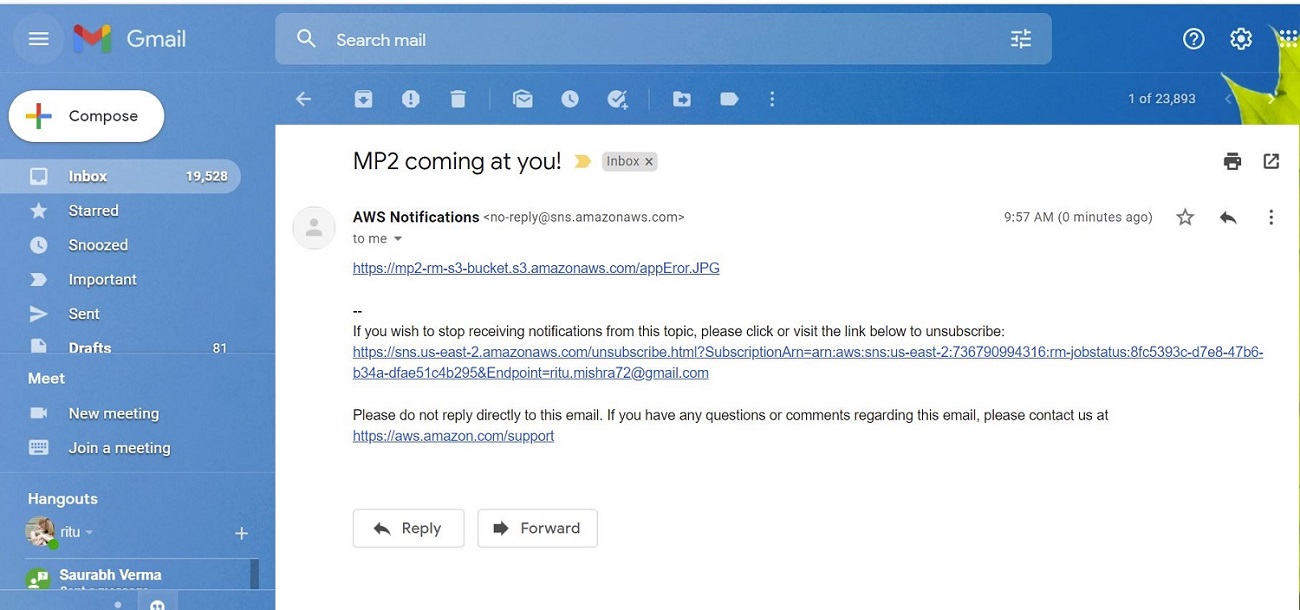 Gmail
Search mail
Compose
1 of 23,893
Inbox 19,528
Starred
Snoozed
Important
Sent
Drafts 81
Meet
New meeting
Join a meeting
Hangouts
ritu
Saurabh Verma
MP2 coming at you!
Inbox x
AWS Notifications <no-reply@sns.amazonaws.com>
9:57 AM (0 minutes ago)
to me
https://mp2-rm-s3-bucket.s3.amazonaws.com/appEror.JPG
--
If you wish to stop receiving notifications from this topic, please click or visit the link below to unsubscribe:
https://sns.us-east-2.amazonaws.com/unsubscribe.html?SubscriptionArn=arn:aws:sns:us-east-2:736790994316:rm-jobstatus:8fc5393c-d7e8-47b6-
b34a-dfae51c4b295&Endpoint=ritu.mishra72@gmail.com
Please do not reply directly to this email. If you have any questions or comments regarding this email, please contact us at
https://aws.amazon.com/support
Reply
Forward